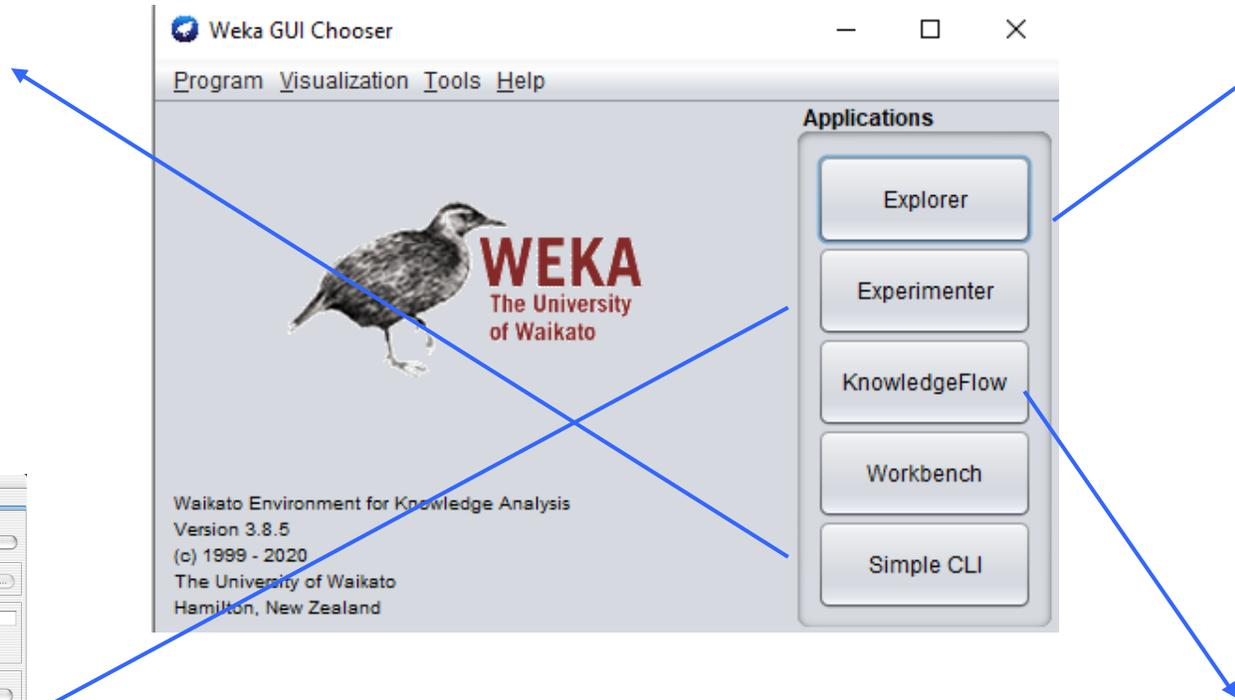 Weka GUI Chooser
Program Visualization Tools Help
Applications
Explorer
Experimenter
KnowledgeFlow
Workbench
Simple CLI
WEKA
The University
of Waikato
Waikato Environment for Knowledge Analysis
Version 3.8.5
(c) 1999 - 2020
The University of Waikato
Hamilton, New Zealand